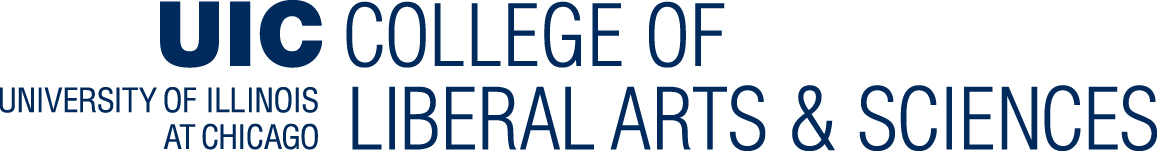 UIC
UNIVERSITY OF ILLINOIS
AT CHICAGO
COLLEGE OF
LIBERAL ARTS & SCIENCES